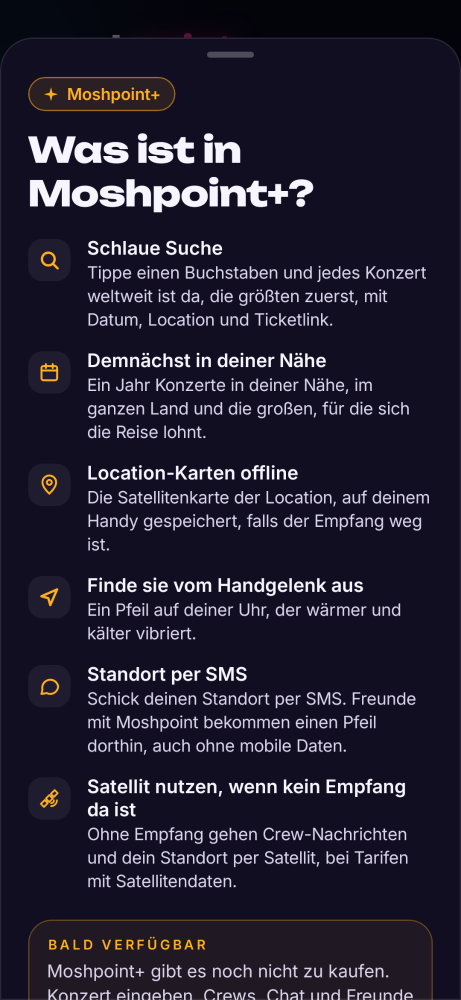 Moshpoint+
Was ist in
Moshpoint+?
Schlaue Suche
Tippe einen Buchstaben und jedes Konzert
weltweit ist da, die größten zuerst, mit
Datum, Location und Ticketlink.
Demnächst in deiner Nähe
Ein Jahr Konzerte in deiner Nähe, im
ganzen Land und die großen, für die sich
die Reise lohnt.
Location-Karten offline
Die Satellitenkarte der Location, auf deinem
Handy gespeichert, falls der Empfang weg
ist.
Finde sie vom Handgelenk aus
Ein Pfeil auf deiner Uhr, der wärmer und
kälter vibriert.
Standort per SMS
Schick deinen Standort per SMS. Freunde
mit Moshpoint bekommen einen Pfeil
dorthin, auch ohne mobile Daten.
Satellit nutzen, wenn kein Empfang
da ist
Ohne Empfang gehen Crew-Nachrichten
und dein Standort per Satellit, bei Tarifen
mit Satellitendaten.
BALD VERFÜGBAR
Moshpoint+ gibt es noch nicht zu kaufen.
Konzert eingeben, Crews, Chat und Freunde